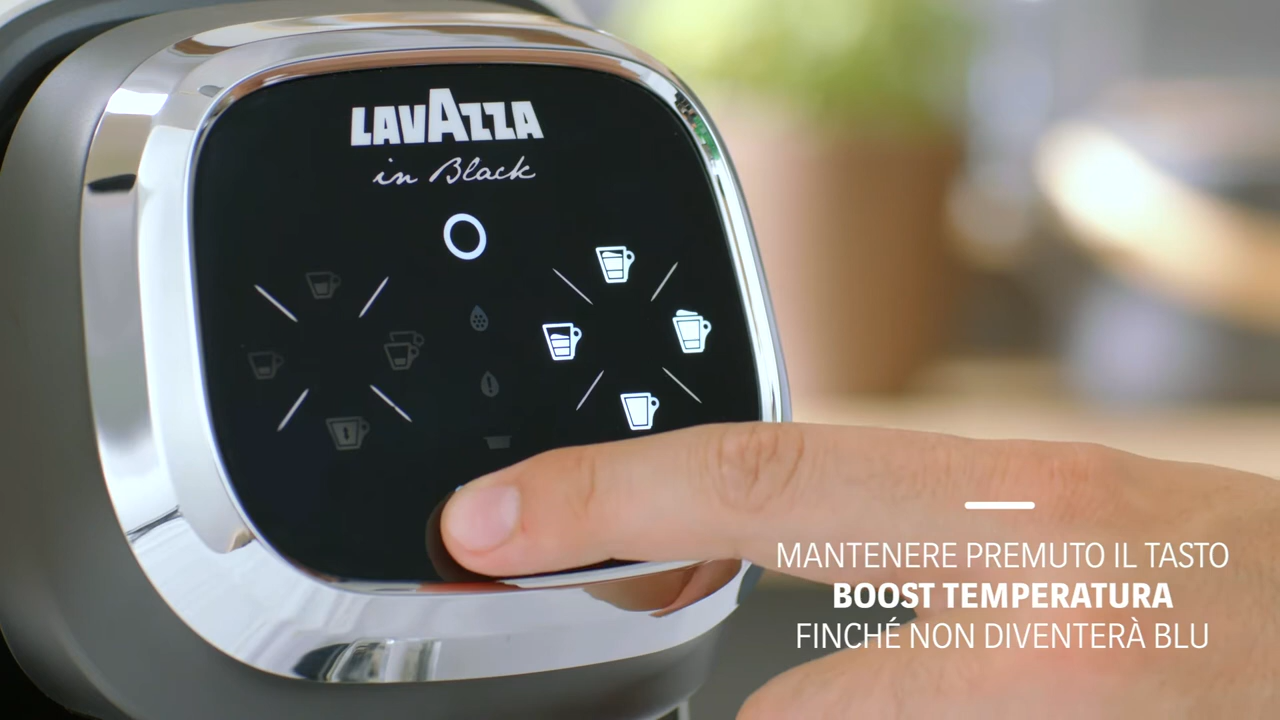 LAVAZZA
in Black
MANTENERE PREMUTO IL TASTO
BOOST TEMPERATURA
FINCHÉ NON DIVENTERÀ BLU